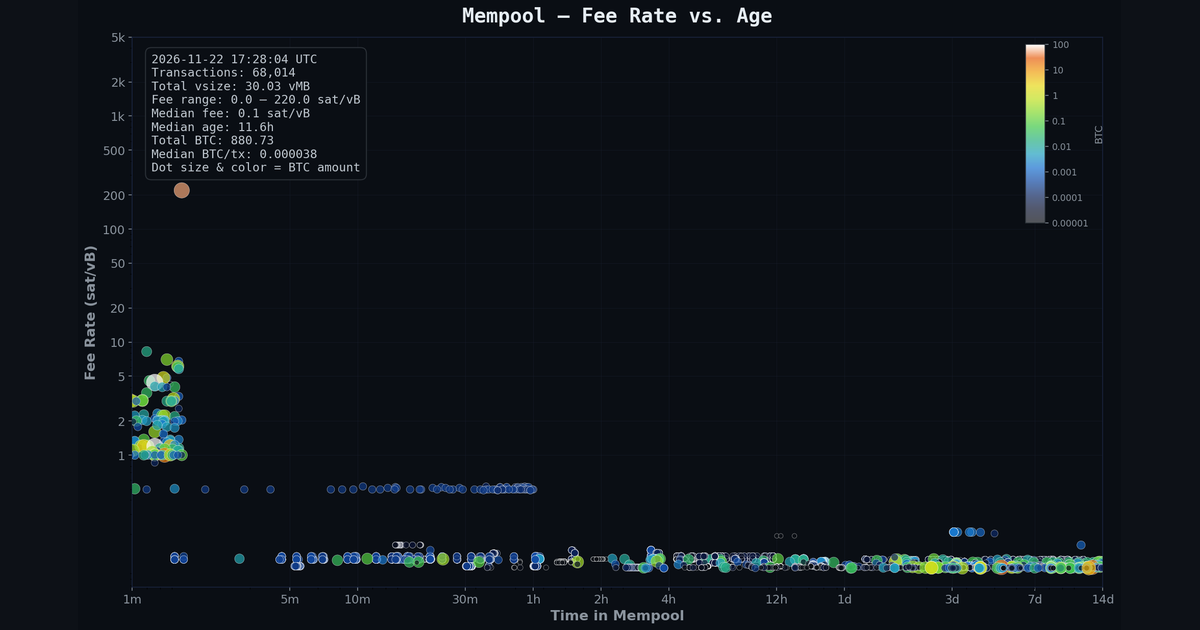 Mempool — Fee Rate vs. Age
2026-11-22 17:28:04 UTC
Transactions: 68,014
Total vsize: 30.03 vMB
Fee range: 0.0 – 220.0 sat/vB
Median fee: 0.1 sat/vB
Median age: 11.6h
Total BTC: 880.73
Median BTC/tx: 0.000038
Dot size & color = BTC amount
Fee Rate (sat/vB)
5k
2k
1k
500
200
100
50
20
10
5
2
1
100
10
1
0.1
0.01
0.001
0.0001
0.00001
BTC
1m 5m 10m 30m 1h 2h 4h 12h 1d 3d 7d 14d
Time in Mempool